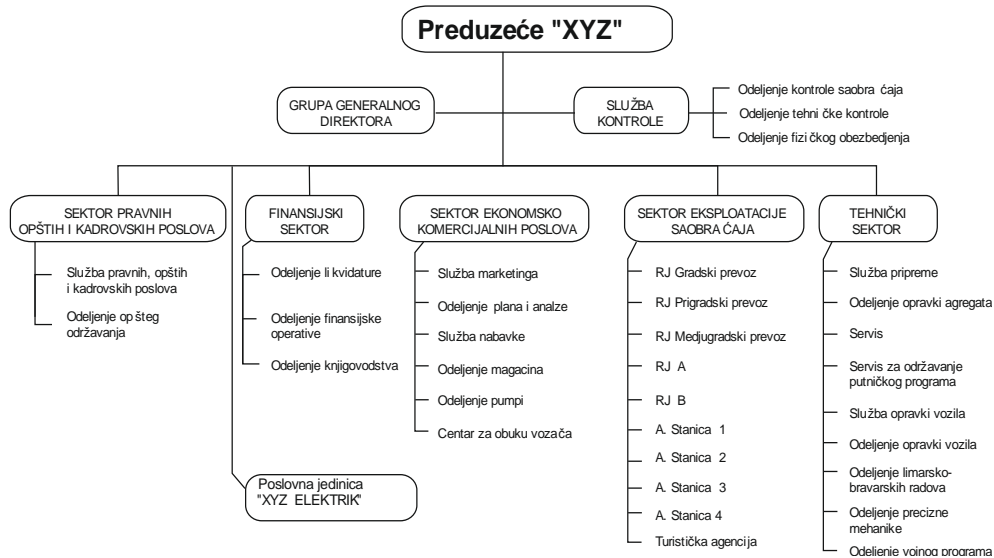 Preduzeće "XYZ"
GRUPA GENERALNOG
DIREKTORA
SLUŽBA
KONTROLE
Odeljenje kontrole saobra ćaja
Odeljenje tehni čke kontrole
Odeljenje fizi čkog obezbedjenja
SEKTOR PRAVNIH
OPŠTIH I KADROVSKIH POSLOVA
Služba pravnih, opštih
i kadrovskih poslova
Odeljenje op šteg
održavanja
FINANSIJSKI
SEKTOR
Odeljenje li kvidature
Odeljenje finansijske
operative
Odeljenje knjigovodstva
SEKTOR EKONOMSKO
KOMERCIJALNIH POSLOVA
Služba marketinga
Odeljenje plana i analze
Služba nabavke
Odeljenje magacina
Odeljenje pumpi
Centar za obuku vozača
SEKTOR EKSPLOATACIJE
SAOBRA ĆAJA
RJ Gradski prevoz
RJ Prigradski prevoz
RJ Medjugradski prevoz
RJ A
RJ B
A. Stanica 1
A. Stanica 2
A. Stanica 3
A. Stanica 4
Turistička agencija
TEHNIČKI
SEKTOR
Služba pripreme
Odeljenje opravki agregata
Servis
Servis za održavanje
putničkog programa
Služba opravki vozila
Odeljenje opravki vozila
Odeljenje limarsko-
bravarskih radova
Odeljenje precizne
mehanike
Odeljenje vojnog programa
Poslovna jedinica
"XYZ ELEKTRIK"